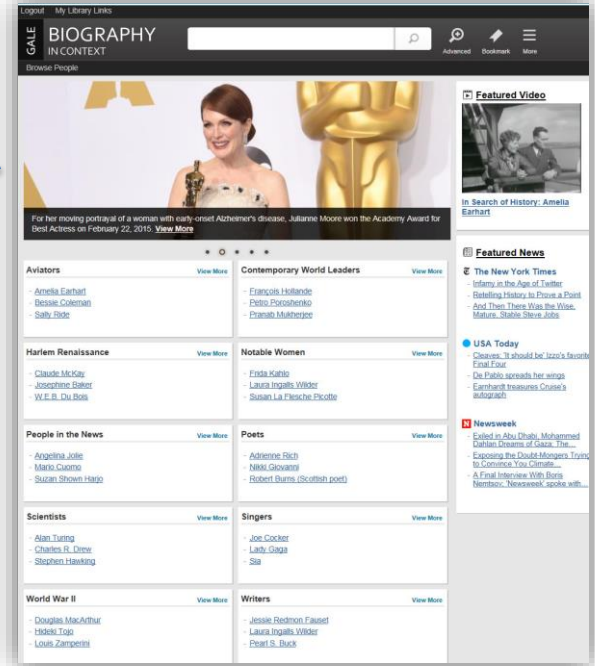 Logout My Library Links
GALE
BIOGRAPHY
IN CONTEXT
Advanced Bookmark More
Browse People
For her moving portrayal of a woman with early-onset Alzheimer's disease, Julianne Moore won the Academy Award for
Best Actress on February 22, 2015. View More
Aviators View More
- Amelia Earhart
- Bessie Coleman
- Sally Ride
Contemporary World Leaders View More
- François Hollande
- Petro Poroshenko
- Pranab Mukherjee
Harlem Renaissance View More
- Claude McKay
- Josephine Baker
- W.E.B. Du Bois
Notable Women View More
- Frida Kahlo
- Laura Ingalls Wilder
- Susan La Flesche Picotte
People in the News View More
- Angelina Jolie
- Mario Cuomo
- Suzan Shown Harjo
Poets View More
- Adrienne Rich
- Nikki Giovanni
- Robert Burns (Scottish poet)
Scientists View More
- Alan Turing
- Charles R. Drew
- Stephen Hawking
Singers View More
- Joe Cocker
- Lady Gaga
- Sia
World War II View More
- Douglas MacArthur
- Hideki Tojo
- Louis Zamperini
Writers View More
- Jessie Redmon Fauset
- Laura Ingalls Wilder
- Pearl S. Buck
Featured Video
In Search of History: Amelia
Earhart
Featured News
The New York Times
- Infamy in the Age of Twitter
- Retelling History to Prove a Point
- And Then There Was the Wise,
Mature, Stable Steve Jobs
USA Today
- Cleaves: 'It should be' Izzo's favorite
Final Four
- De Pablo spreads her wings
- Earnhardt treasures Cruise's
autograph
N Newsweek
- Exiled in Abu Dhabi, Mohammed
Dahlan Dreams of Gaza; The...
- Exposing the Doubt-Mongers Trying
to Convince You Climate...
- A Final Interview With Boris
Nemtsov; 'Newsweek' spoke with...